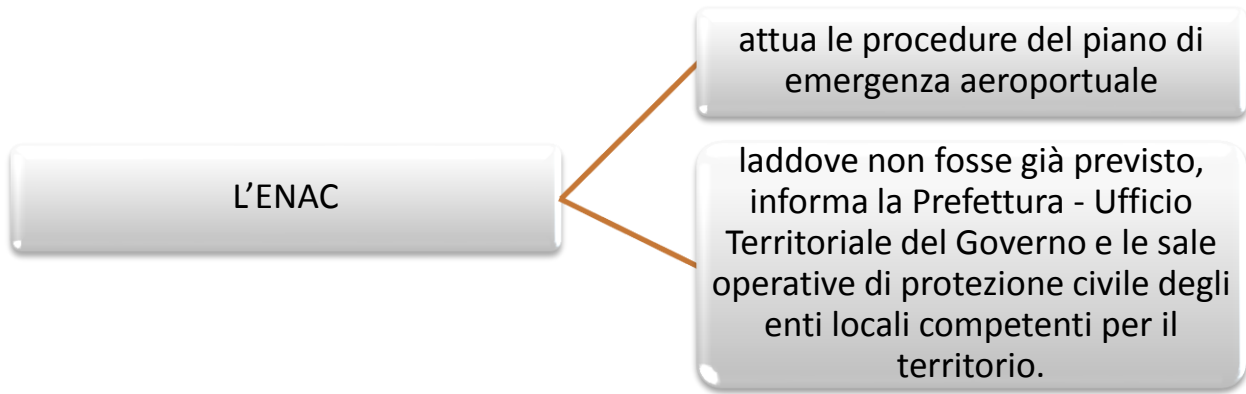 L’ENAC
attua le procedure del piano di
emergenza aeroportuale
laddove non fosse già previsto,
informa la Prefettura - Ufficio
Territoriale del Governo e le sale
operative di protezione civile degli
enti locali competenti per il
territorio.